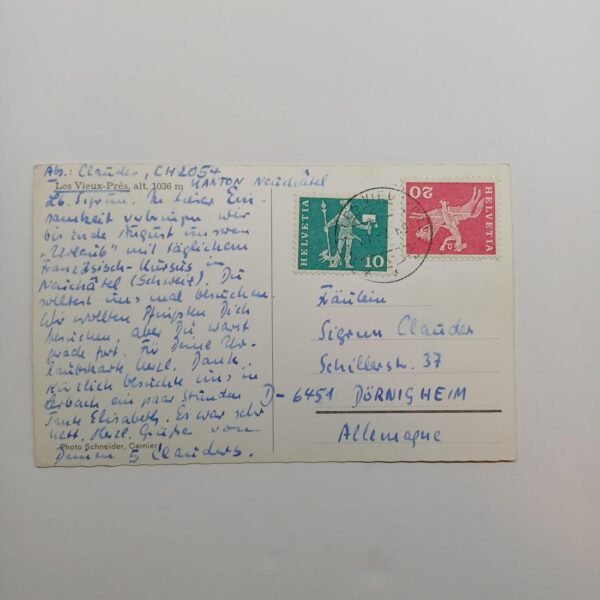 Abs.: Clauder, CH2054
Les Vieux-Prés, alt. 1036 m
KANTON Neuchâtel
Lb. Sigrun. In dieser Ein-
samkeit verbringen wir
bis Ende August unseren
„Urlaub" mit täglichem
Französisch-Kursus in
Neuchâtel (Schweiz). Du
solltest uns mal besuchen.
Wir wollten Pfingsten Dich
besuchen, aber Du warst
grade fort. Für Deine Ur-
laubskarte herzl. Dank.
Kürzlich besuchte uns in
Erbach ein paar Stunden
Tante Elisabeth. Es war sehr
nett. Herzl. Grüße von
Photo Schneider, Cernier
Deinen 5 Clauders.
HELVETIA
10
20
HELVETIA
Fräulein
Sigrun Clauder
Schillerstr. 37
D-6451 DÖRNIGHEIM
Allemagne